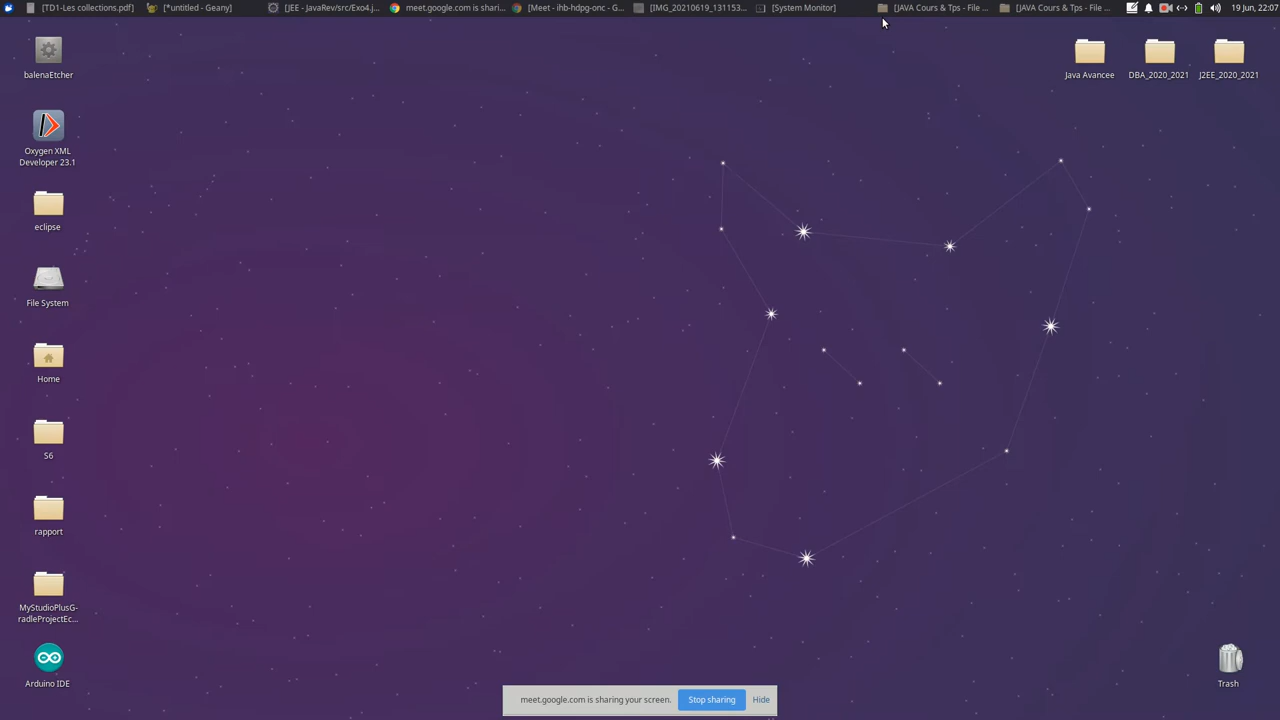 [TD1-Les collections.pdf]
[*untitled - Geany]
[JEE - JavaRev/src/Exo4.j...
meet.google.com is shari...
[Meet - ihb-hdpg-onc - G...
[IMG_20210619_131153...
[System Monitor]
[JAVA Cours & Tps - File ...
[JAVA Cours & Tps - File ...
19 Jun, 22:07
balenaEtcher
Java Avancee
DBA_2020_2021
J2EE_2020_2021
Oxygen XML
Developer 23.1
eclipse
File System
Home
S6
rapport
MyStudioPlusG-
radleProjectEc...
Arduino IDE
Trash
meet.google.com is sharing your screen.
Stop sharing
Hide